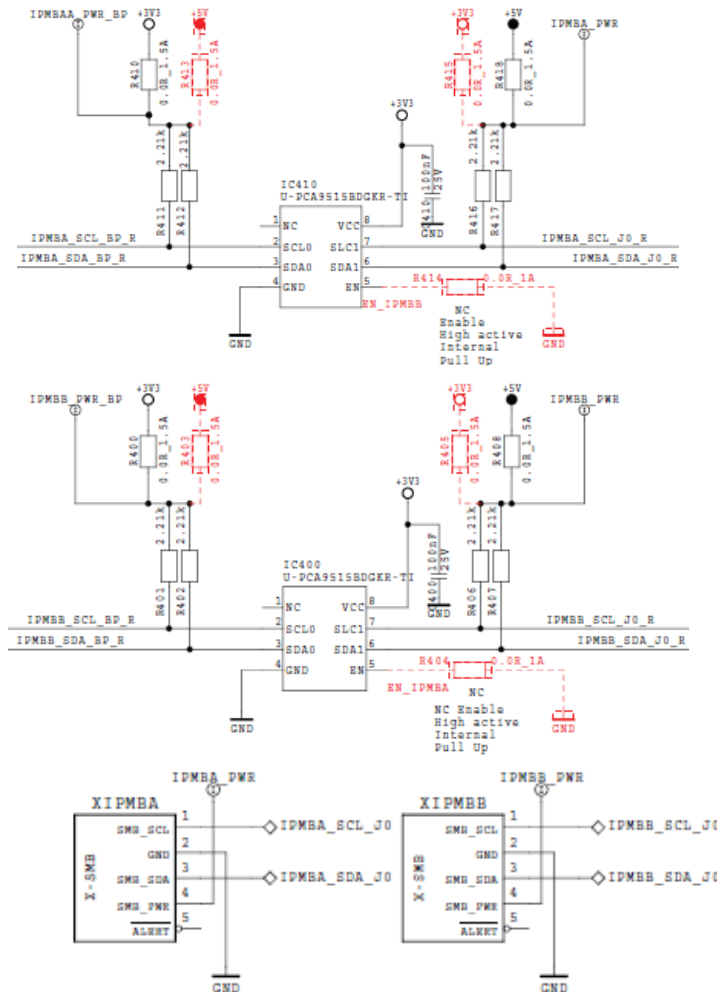 IPMBAA_PWR_BP
+3V3
+5V
R410
0.0R_1.5A
R413
0.0R_1.5A
+3V3
+5V
IPMBA_PWR
R415
0.0R_1.5A
R418
0.0R_1.5A
+3V3
2.21k
2.21k
R411
R412
IC410
U-PCA9515BDGKR-TI
C410
100nF
25V
GND
2.21k
2.21k
R416
R417
1 NC VCC 8
IPMBA_SCL_BP_R 2 SCL0 SLC1 7 IPMBA_SCL_J0_R
IPMBA_SDA_BP_R 3 SDA0 SDA1 6 IPMBA_SDA_J0_R
4 GND EN 5 R414 0.0R_1A
EN_IPMBB
GND
NC
Enable
High active
Internal
Pull Up
GND
IPMBB_PWR_BP
+3V3
+5V
R400
0.0R_1.5A
R403
0.0R_1.5A
+3V3
+5V
IPMBB_PWR
R405
0.0R_1.5A
R408
0.0R_1.5A
+3V3
2.21k
2.21k
R401
R402
IC400
U-PCA9515BDGKR-TI
C400
100nF
25V
GND
2.21k
2.21k
R406
R407
1 NC VCC 8
IPMBB_SCL_BP_R 2 SCL0 SLC1 7 IPMBB_SCL_J0_R
IPMBB_SDA_BP_R 3 SDA0 SDA1 6 IPMBB_SDA_J0_R
4 GND EN 5 R404 0.0R_1A
EN_IPMBA
GND
NC
NC Enable
High active
Internal
Pull Up
GND
IPMBA_PWR
XIPMBA
X-SMB
SMB_SCL 1 IPMBA_SCL_J0
GND 2
SMB_SDA 3 IPMBA_SDA_J0
SMB_PWR 4
ALERT 5
GND
IPMBB_PWR
XIPMBB
X-SMB
SMB_SCL 1 IPMBB_SCL_J0
GND 2
SMB_SDA 3 IPMBB_SDA_J0
SMB_PWR 4
ALERT 5
GND